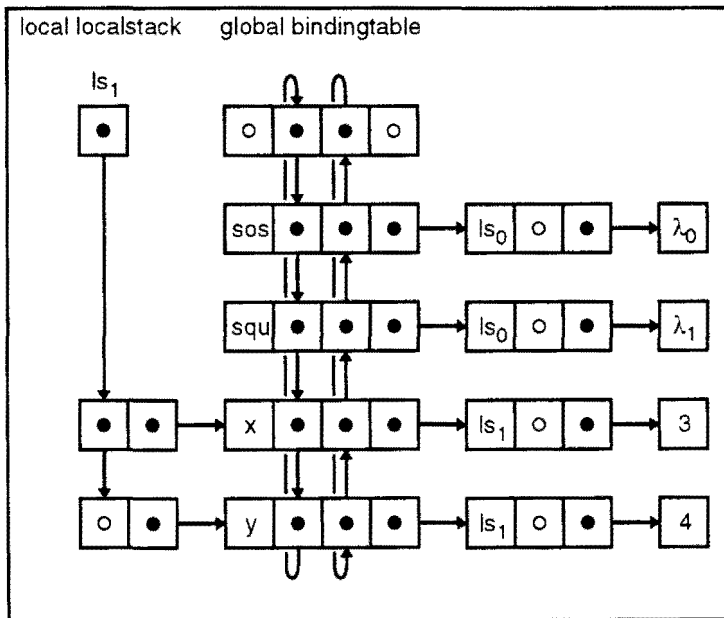 local localstack global bindingtable
ls₁
sos ls₀ λ₀
squ ls₀ λ₁
x ls₁ 3
y ls₁ 4